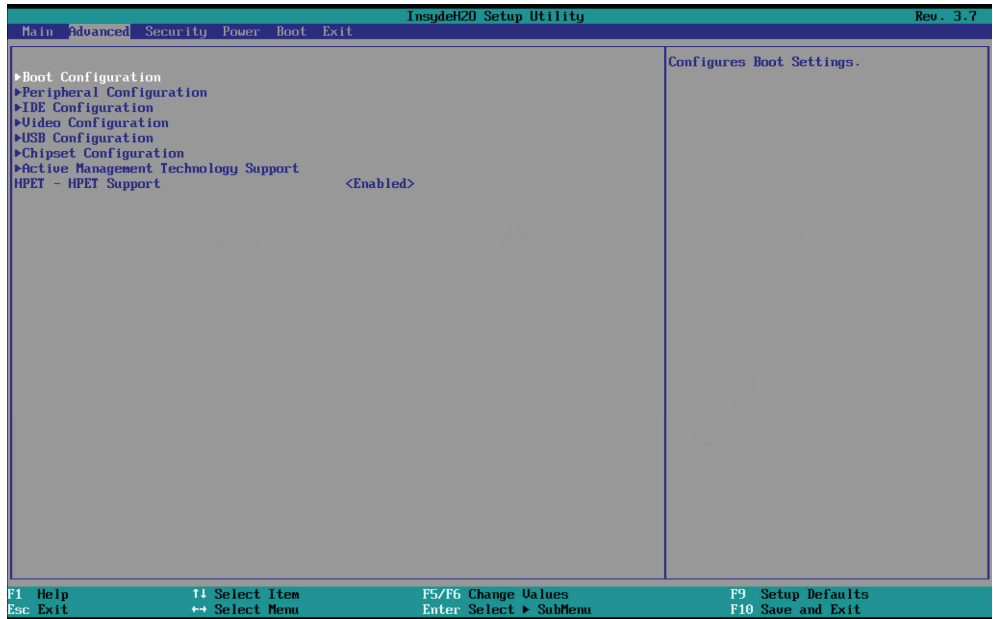 InsydeH2O Setup Utility Rev. 3.7
Main Advanced Security Power Boot Exit
Configures Boot Settings.
▶Boot Configuration
▶Peripheral Configuration
▶IDE Configuration
▶Video Configuration
▶USB Configuration
▶Chipset Configuration
▶Active Management Technology Support
HPET - HPET Support <Enabled>
F1 Help ↑↓ Select Item F5/F6 Change Values F9 Setup Defaults
Esc Exit ←→ Select Menu Enter Select ▶ SubMenu F10 Save and Exit